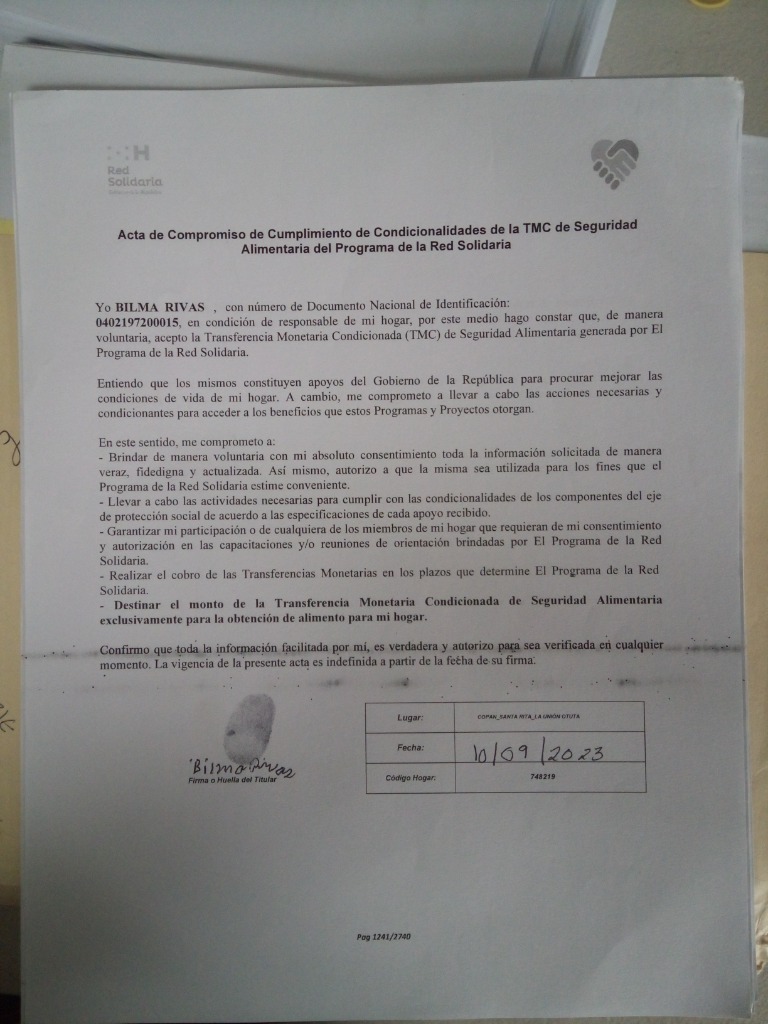 H
Red
Solidaria
Acta de Compromiso de Cumplimiento de Condicionalidades de la TMC de Seguridad
Alimentaria del Programa de la Red Solidaria
Yo BILMA RIVAS , con número de Documento Nacional de Identificación:
0402197200015, en condición de responsable de mi hogar, por este medio hago constar que, de manera
voluntaria, acepto la Transferencia Monetaria Condicionada (TMC) de Seguridad Alimentaria generada por El
Programa de la Red Solidaria.
Entiendo que los mismos constituyen apoyos del Gobierno de la República para procurar mejorar las
condiciones de vida de mi hogar. A cambio, me comprometo a llevar a cabo las acciones necesarias y
condicionantes para acceder a los beneficios que estos Programas y Proyectos otorgan.
En este sentido, me comprometo a:
- Brindar de manera voluntaria con mi absoluto consentimiento toda la información solicitada de manera
veraz, fidedigna y actualizada. Así mismo, autorizo a que la misma sea utilizada para los fines que el
Programa de la Red Solidaria estime conveniente.
- Llevar a cabo las actividades necesarias para cumplir con las condicionalidades de los componentes del eje
de protección social de acuerdo a las especificaciones de cada apoyo recibido.
- Garantizar mi participación o de cualquiera de los miembros de mi hogar que requieran de mi consentimiento
y autorización en las capacitaciones y/o reuniones de orientación brindadas por El Programa de la Red
Solidaria.
- Realizar el cobro de las Transferencias Monetarias en los plazos que determine El Programa de la Red
Solidaria.
- Destinar el monto de la Transferencia Monetaria Condicionada de Seguridad Alimentaria
exclusivamente para la obtención de alimento para mi hogar.
Confirmo que toda la información facilitada por mí, es verdadera y autorizo para sea verificada en cualquier
momento. La vigencia de la presente acta es indefinida a partir de la fecha de su firma.
Bilma Rivas
Firma o Huella del Titular
Lugar: COPAN_SANTA RITA_LA UNIÓN OTUTA
Fecha: 10/09/2023
Código Hogar: 748219
Pag 1241/2740